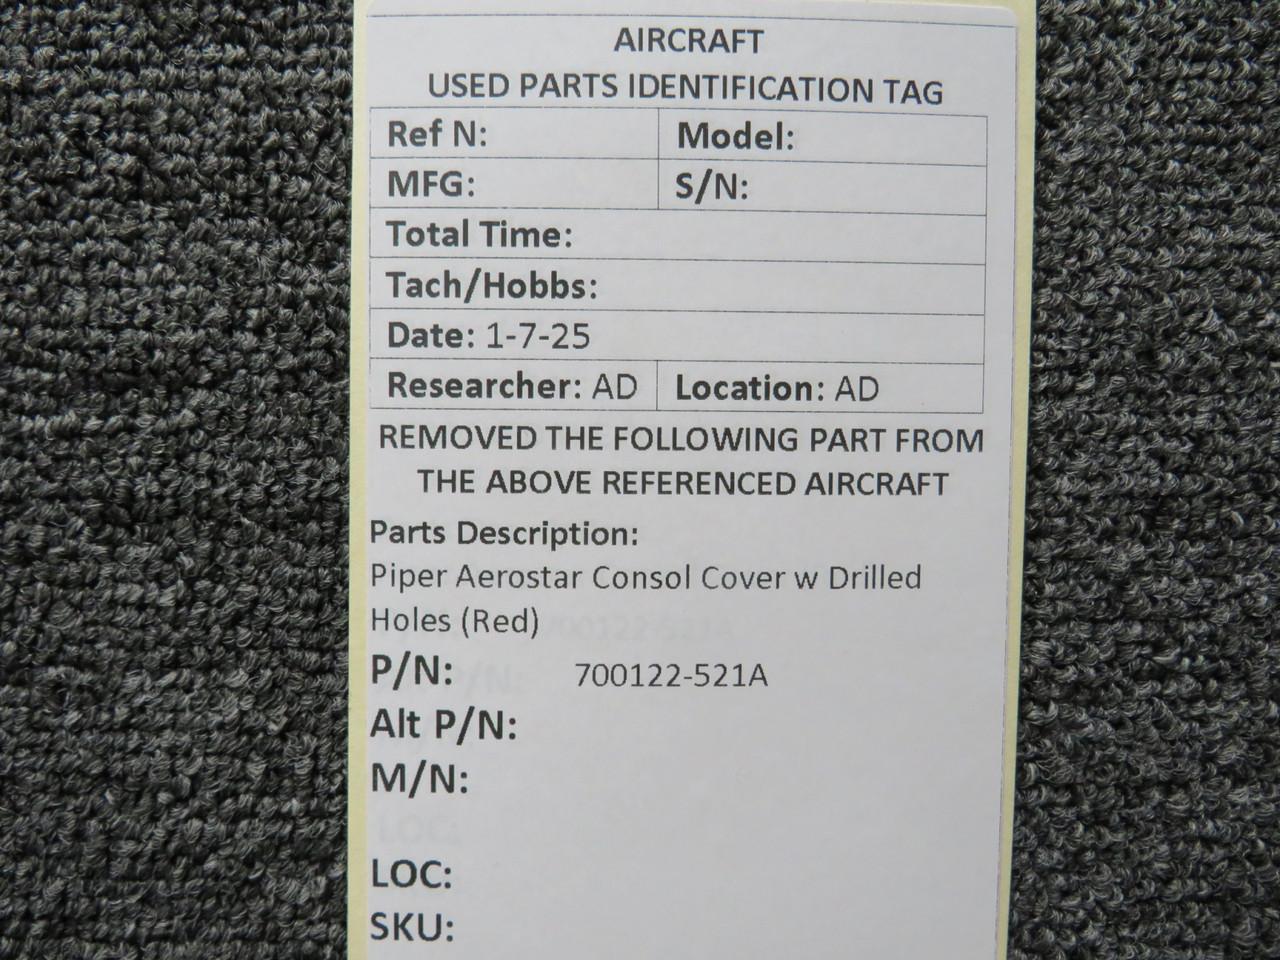 AIRCRAFT
USED PARTS IDENTIFICATION TAG
Ref N: Model:
MFG: S/N:
Total Time:
Tach/Hobbs:
Date: 1-7-25
Researcher: AD Location: AD
REMOVED THE FOLLOWING PART FROM
THE ABOVE REFERENCED AIRCRAFT
Parts Description:
Piper Aerostar Consol Cover w Drilled
Holes (Red)
P/N: 700122-521A
Alt P/N:
M/N:
LOC:
SKU: